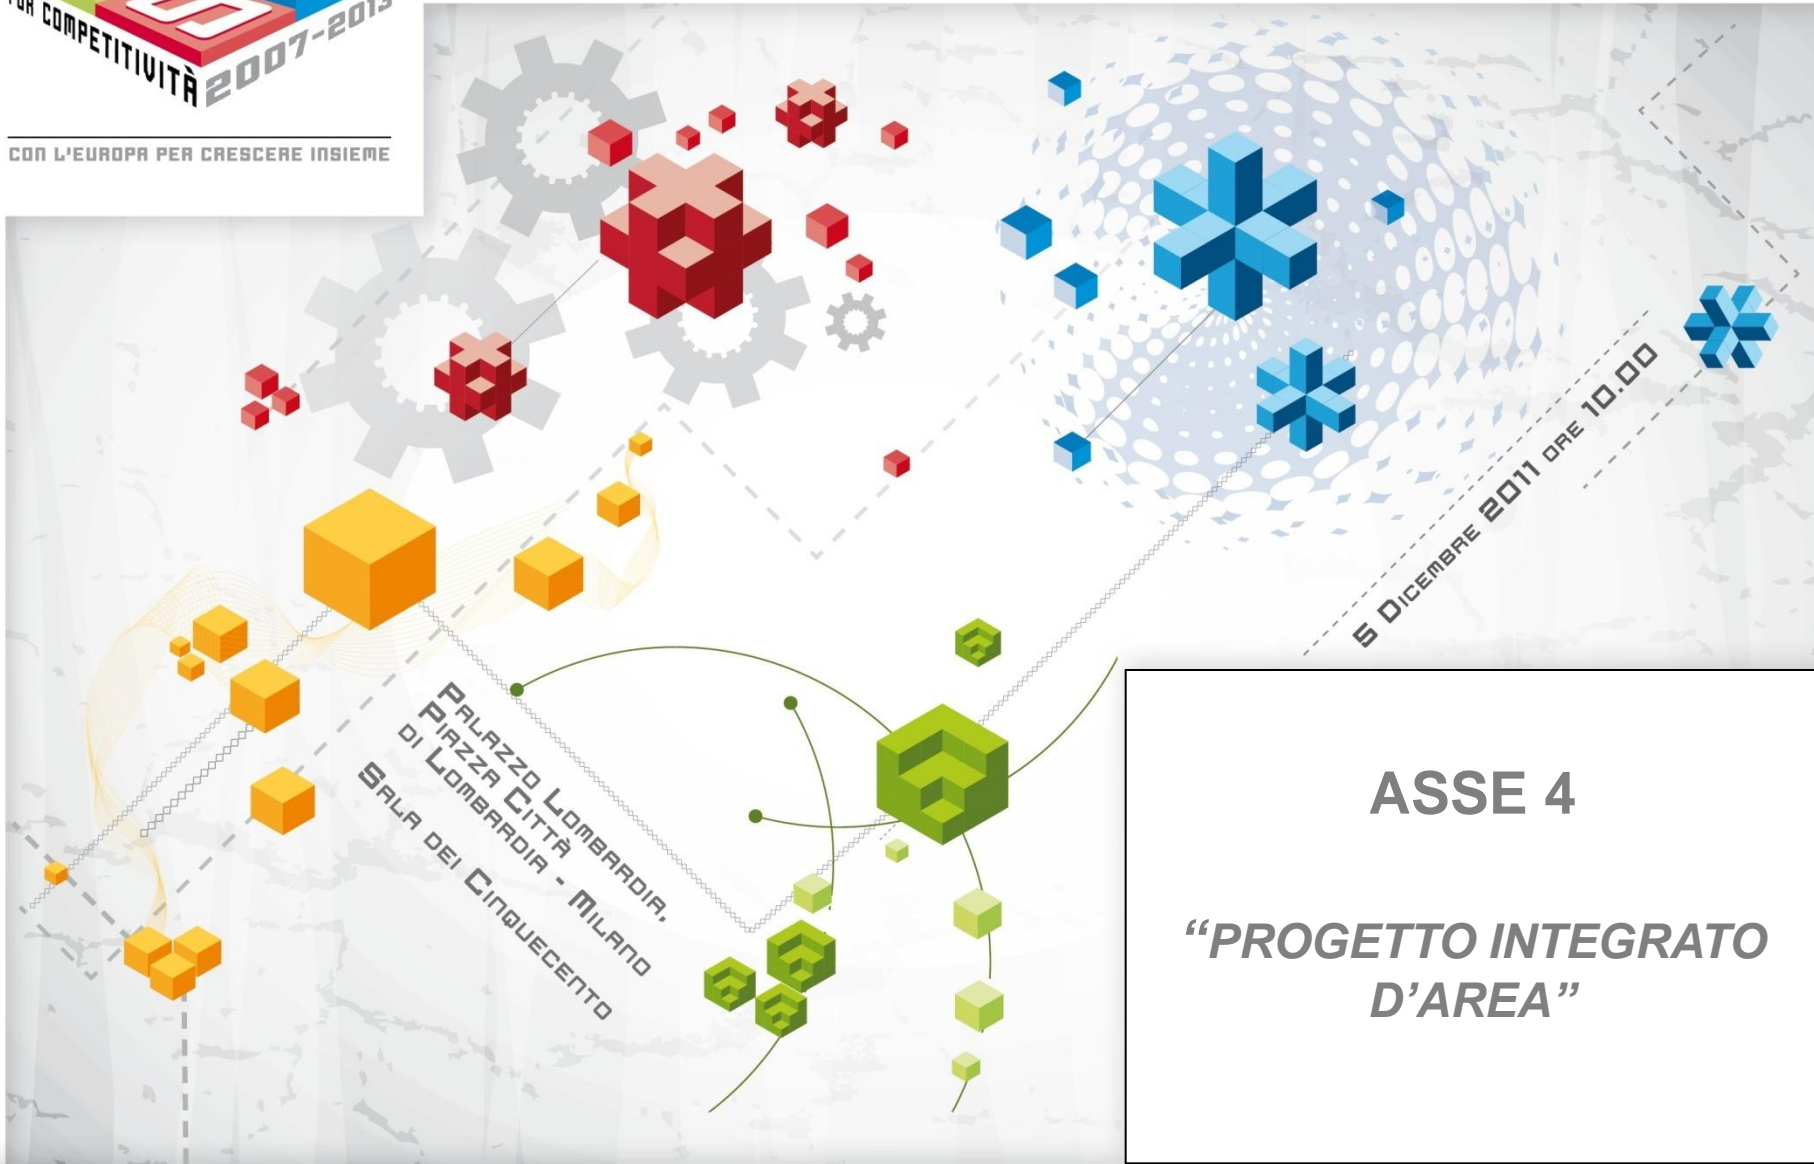 COMPETITIVITÀ
2007-2013
CON L'EUROPA PER CRESCERE INSIEME
5 DICEMBRE 2011 ORE 10.00
PALAZZO LOMBARDIA,
PIAZZA CITTÀ
DI LOMBARDIA - MILANO
SALA DEI CINQUECENTO
ASSE 4
“PROGETTO INTEGRATO
D’AREA”